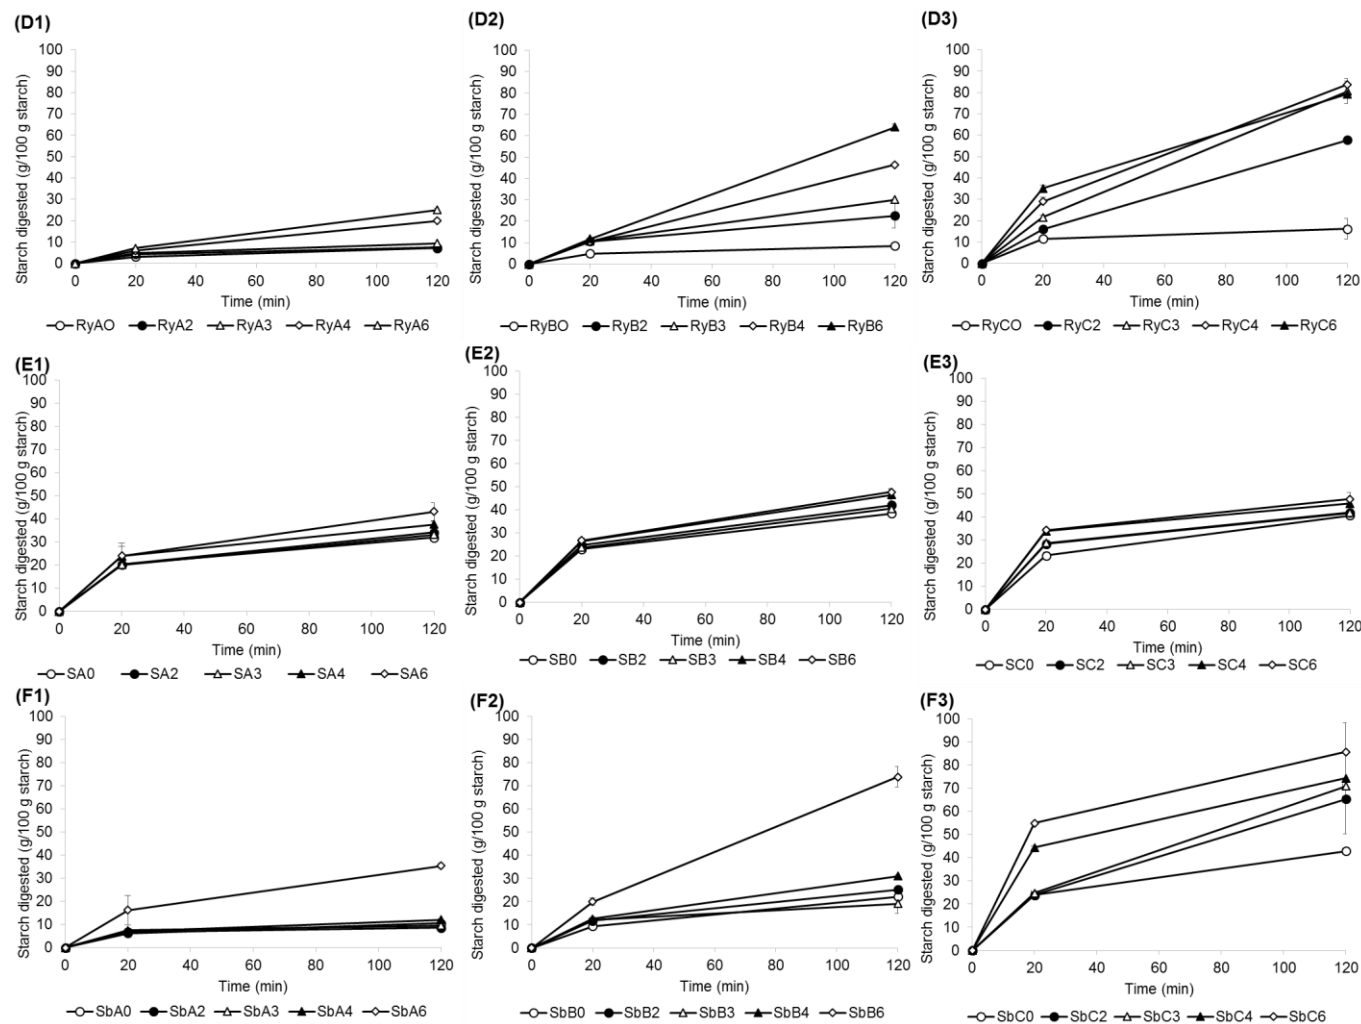 (D1)
Starch digested (g/100 g starch)
100
90
80
70
60
50
40
30
20
10
0
0 20 40 60 80 100 120
Time (min)
RyAO RyA2 RyA3 RyA4 RyA6
(D2)
Starch digested (g/100 g starch)
100
90
80
70
60
50
40
30
20
10
0
0 20 40 60 80 100 120
Time (min)
RyBO RyB2 RyB3 RyB4 RyB6
(D3)
Starch digested (g/100 g starch)
100
90
80
70
60
50
40
30
20
10
0
0 20 40 60 80 100 120
Time (min)
RyCO RyC2 RyC3 RyC4 RyC6
(E1)
Starch digested (g/100 g starch)
100
90
80
70
60
50
40
30
20
10
0
0 20 40 60 80 100 120
Time (min)
SA0 SA2 SA3 SA4 SA6
(E2)
Starch digested (g/100 g starch)
100
90
80
70
60
50
40
30
20
10
0
0 20 40 60 80 100 120
Time (min)
SB0 SB2 SB3 SB4 SB6
(E3)
Starch digested (g/100 g starch)
100
90
80
70
60
50
40
30
20
10
0
0 20 40 60 80 100 120
Time (min)
SC0 SC2 SC3 SC4 SC6
(F1)
Starch digested (g/100 g starch)
100
90
80
70
60
50
40
30
20
10
0
0 20 40 60 80 100 120
Time (min)
SbA0 SbA2 SbA3 SbA4 SbA6
(F2)
Starch digested (g/100 g starch)
100
90
80
70
60
50
40
30
20
10
0
0 20 40 60 80 100 120
Time (min)
SbB0 SbB2 SbB3 SbB4 SbB6
(F3)
Starch digested (g/100 g starch)
100
90
80
70
60
50
40
30
20
10
0
0 20 40 60 80 100 120
Time (min)
SbC0 SbC2 SbC3 SbC4 SbC6